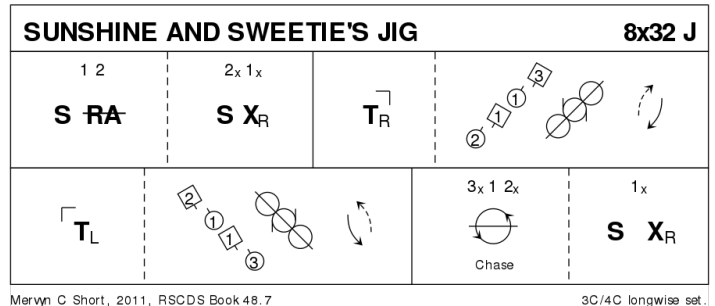 SUNSHINE AND SWEETIE'S JIG 8x32 J
1 2
S RA
2x 1x
S XR
TR
3
1
1
2
TL
2
1
1
3
3x 1 2x
Chase
1x
S XR
Mervyn C Short, 2011, RSCDS Book 48.7
3C/4C longwise set.